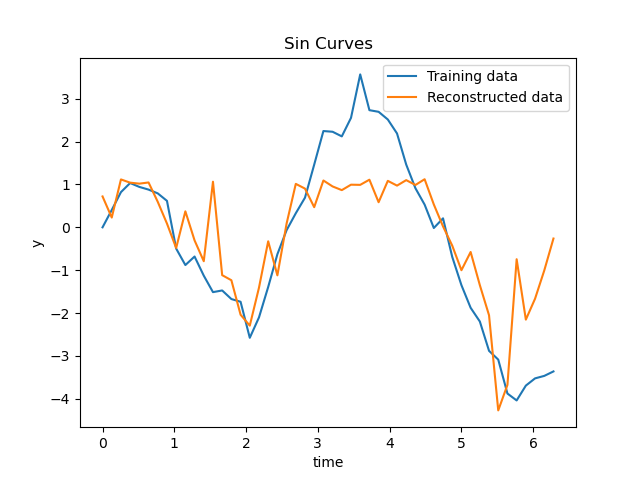 Sin Curves
Training data
Reconstructed data
3
2
1
0
−1
−2
−3
−4
y
0 1 2 3 4 5 6
time